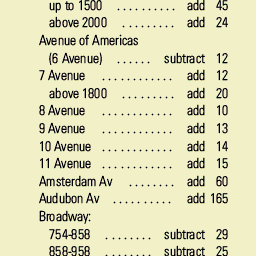 up to 1500 .......... add 45
above 2000 ......... add 24
Avenue of Americas
(6 Avenue) ...... subtract 12
7 Avenue ............ add 12
above 1800 ......... add 20
8 Avenue ............ add 10
9 Avenue ............ add 13
10 Avenue ........... add 14
11 Avenue ........... add 15
Amsterdam Av ........ add 60
Audubon Av .......... add 165
Broadway:
754-858 ........ subtract 29
858-958 ........ subtract 25